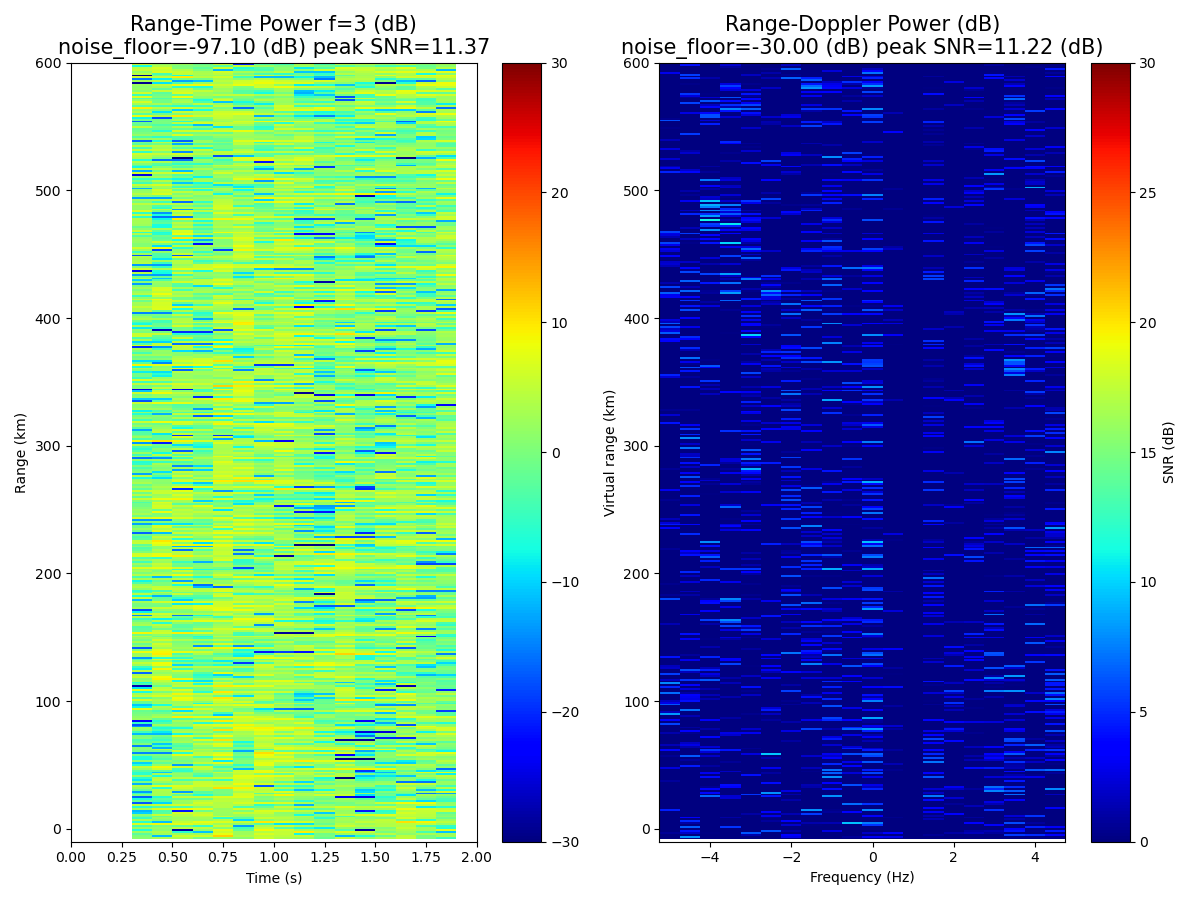 Range-Time Power f=3 (dB)
noise_floor=-97.10 (dB) peak SNR=11.37
Range (km)
600
500
400
300
200
100
0
0.00 0.25 0.50 0.75 1.00 1.25 1.50 1.75 2.00
Time (s)
30
20
10
0
−10
−20
−30
Range-Doppler Power (dB)
noise_floor=-30.00 (dB) peak SNR=11.22 (dB)
Virtual range (km)
600
500
400
300
200
100
0
−4 −2 0 2 4
Frequency (Hz)
30
25
20
15
10
5
0
SNR (dB)